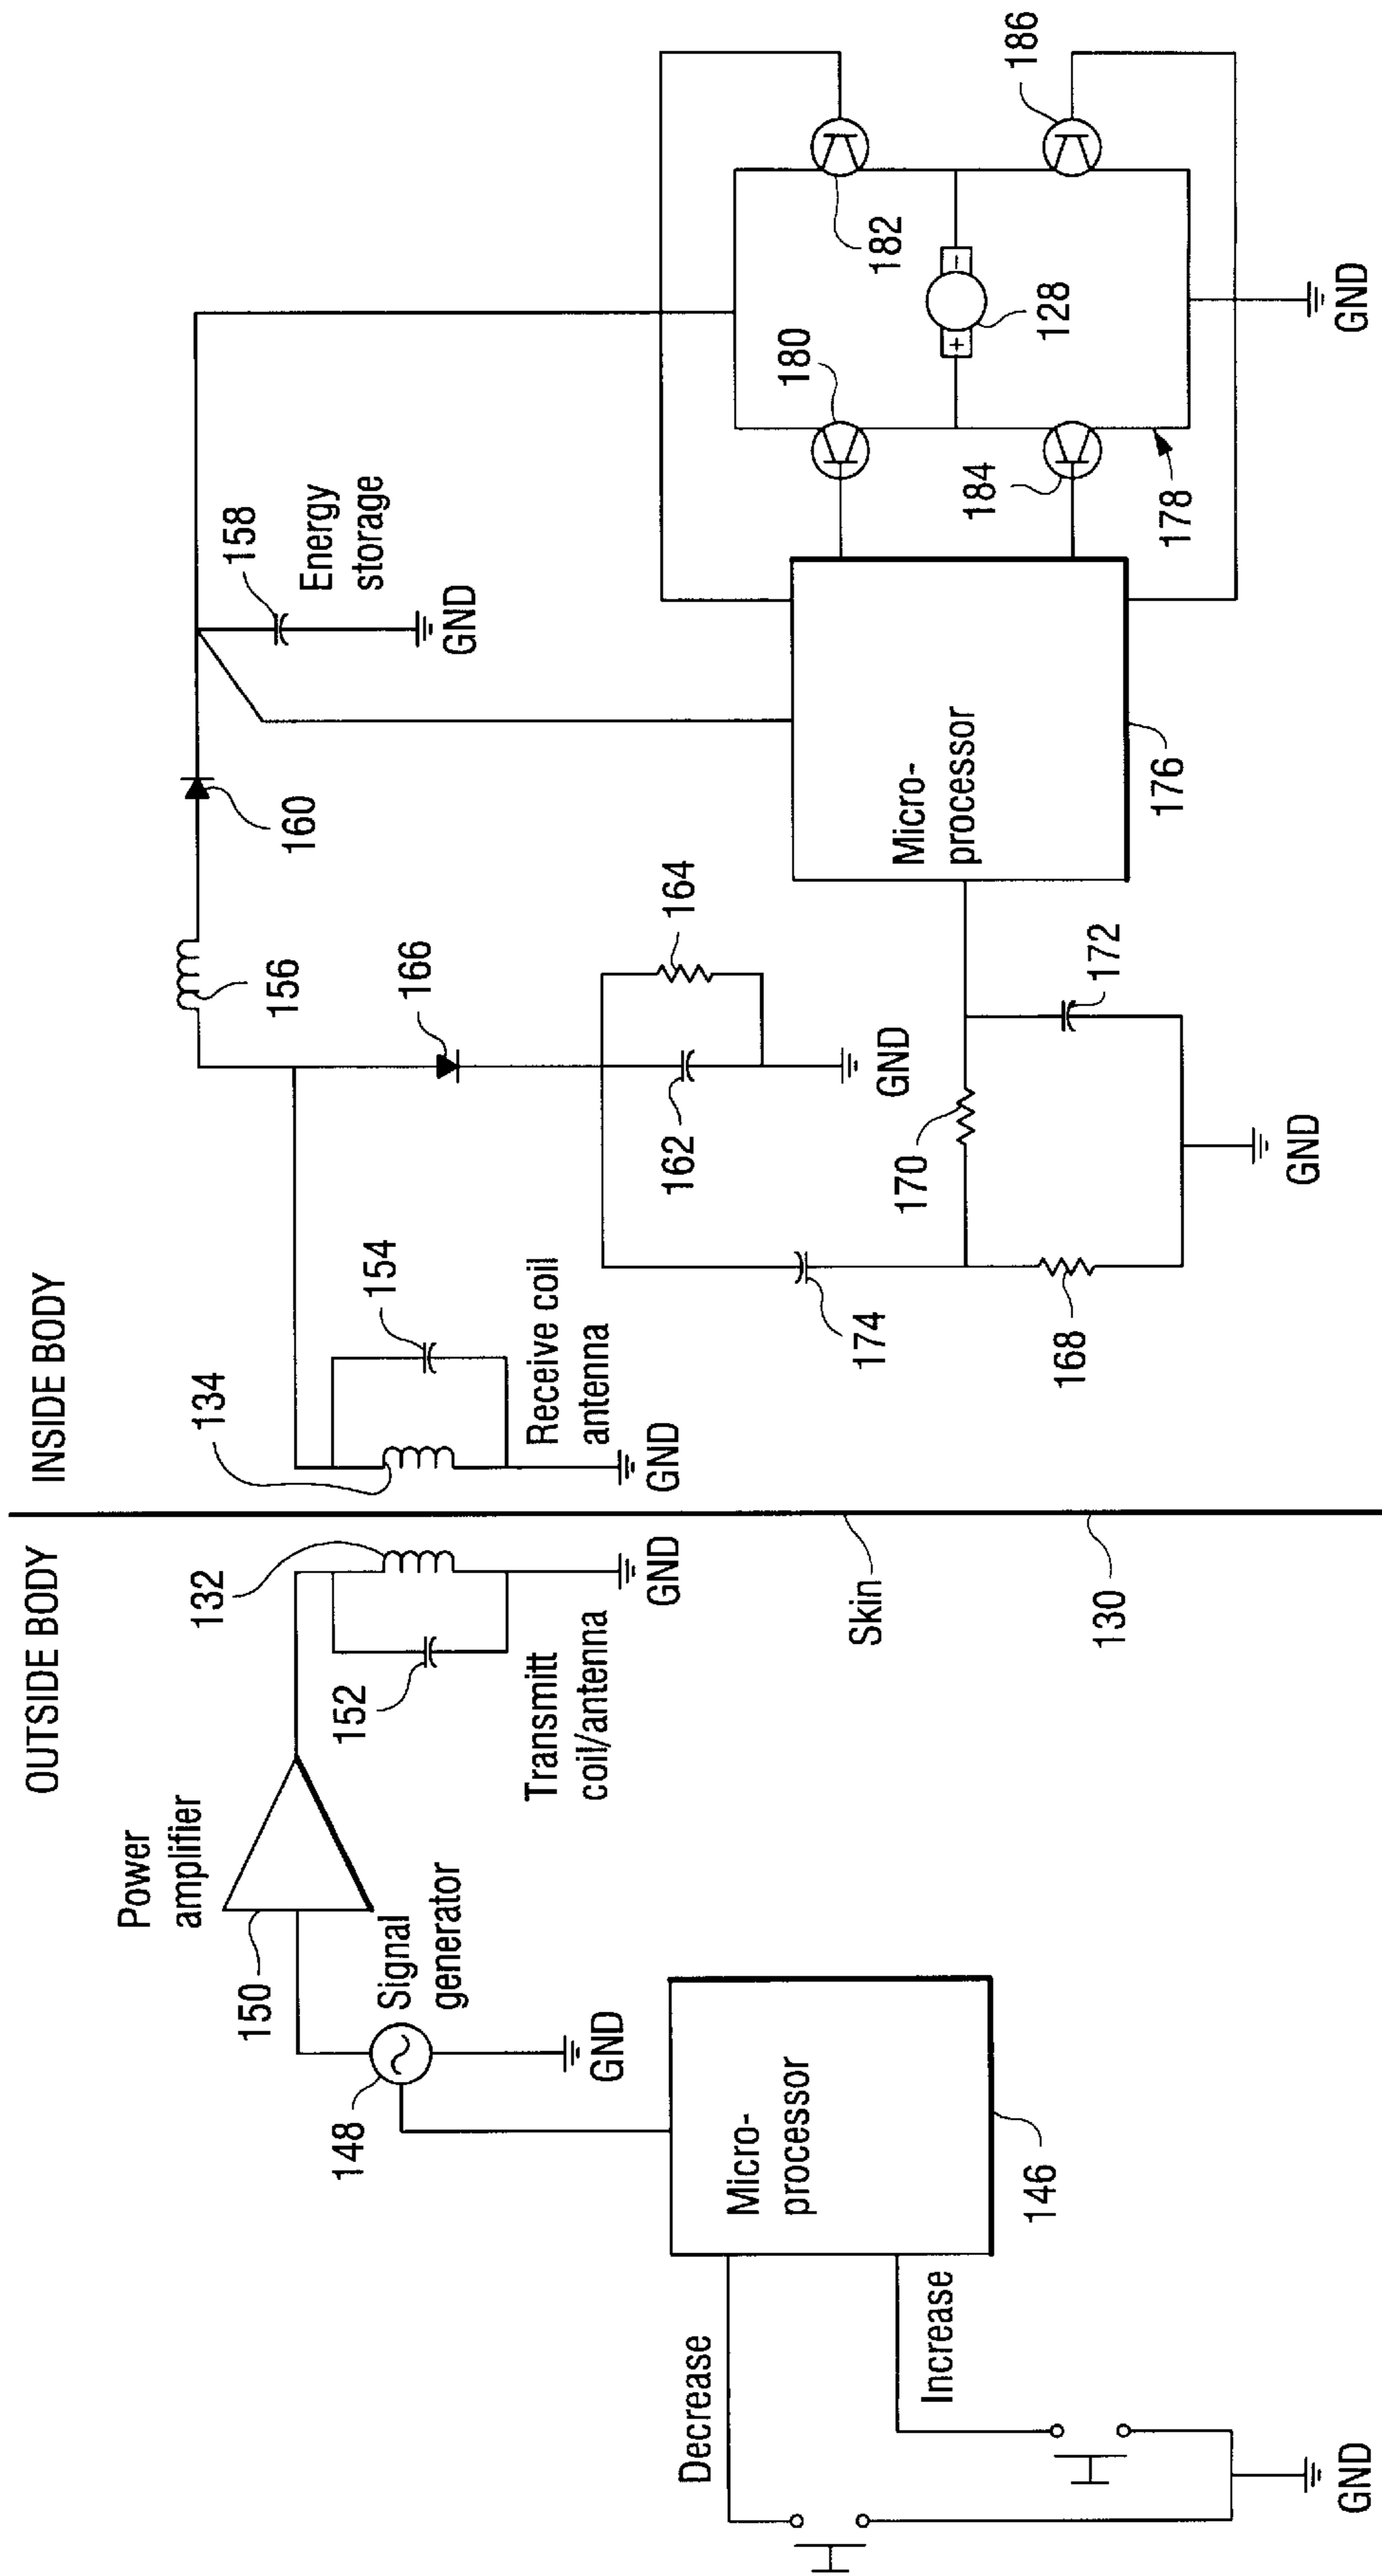 OUTSIDE BODY
INSIDE BODY
Power
amplifier
150
Signal
generator
148
GND
Micro-
processor
146
Decrease
Increase
GND
132
152
Transmitt
coil/antenna
GND
Skin
130
134
154
Receive coil
antenna
GND
156
160
158
Energy
storage
GND
166
164
162
GND
174
170
168
172
GND
Micro-
processor
176
180
182
184
186
+
-
128
178
GND